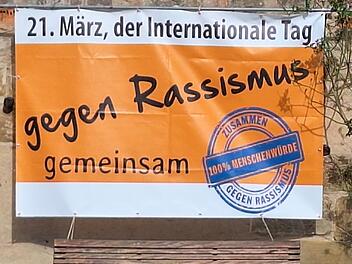 21. März, der Internationale Tag
gegen Rassismus
gemeinsam
ZUSAMMEN
100% MENSCHENWÜRDE
GEGEN RASSISMUS